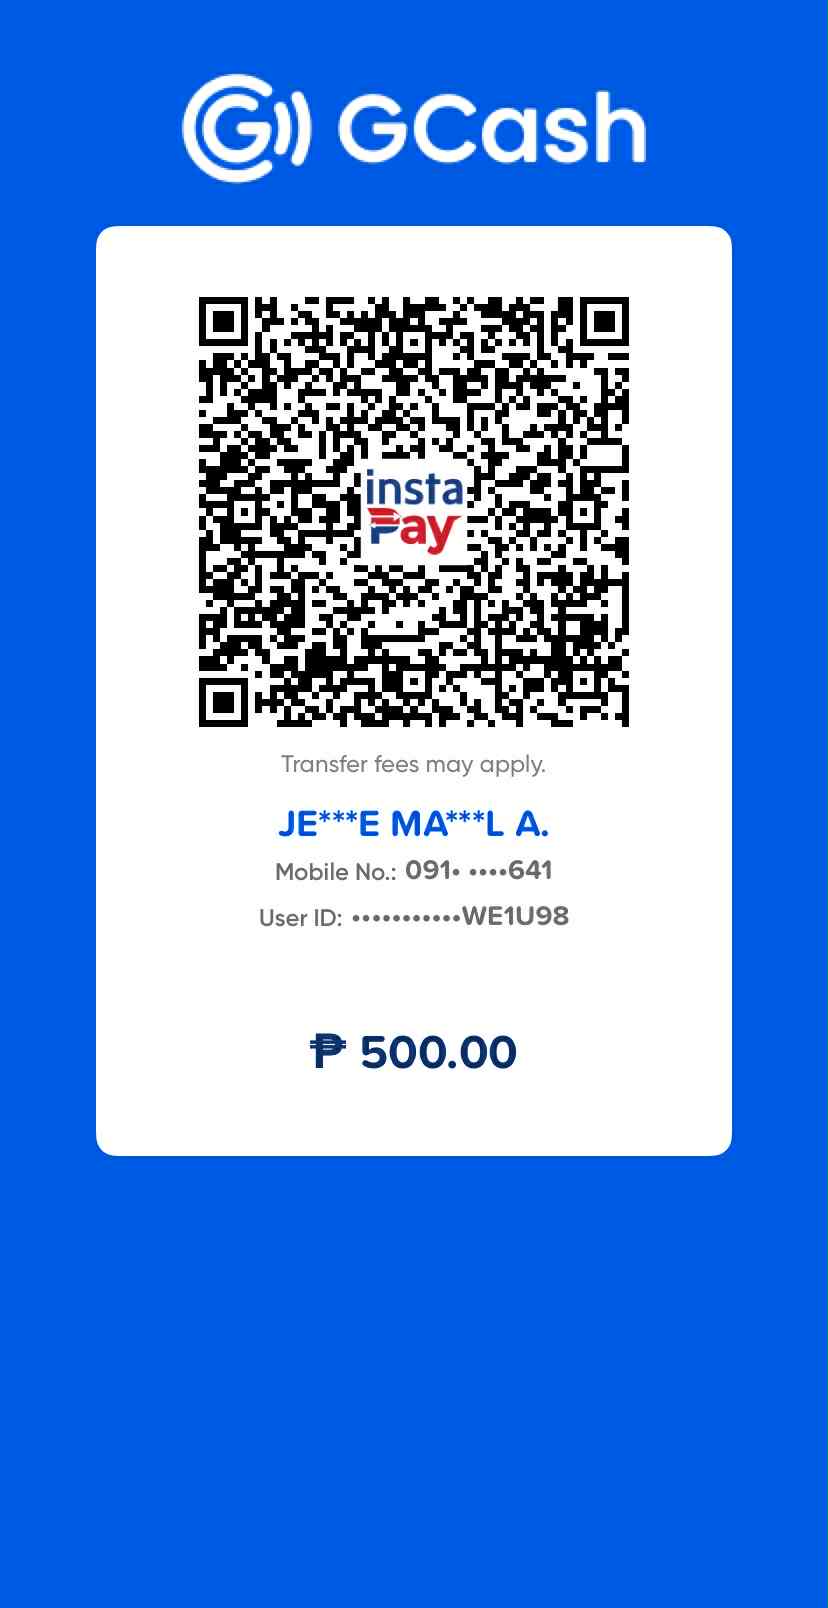 GCash
insta
Pay
Transfer fees may apply.
JE***E MA***L A.
Mobile No.: 091• ••••641
User ID: •••••••••••WE1U98
₱ 500.00